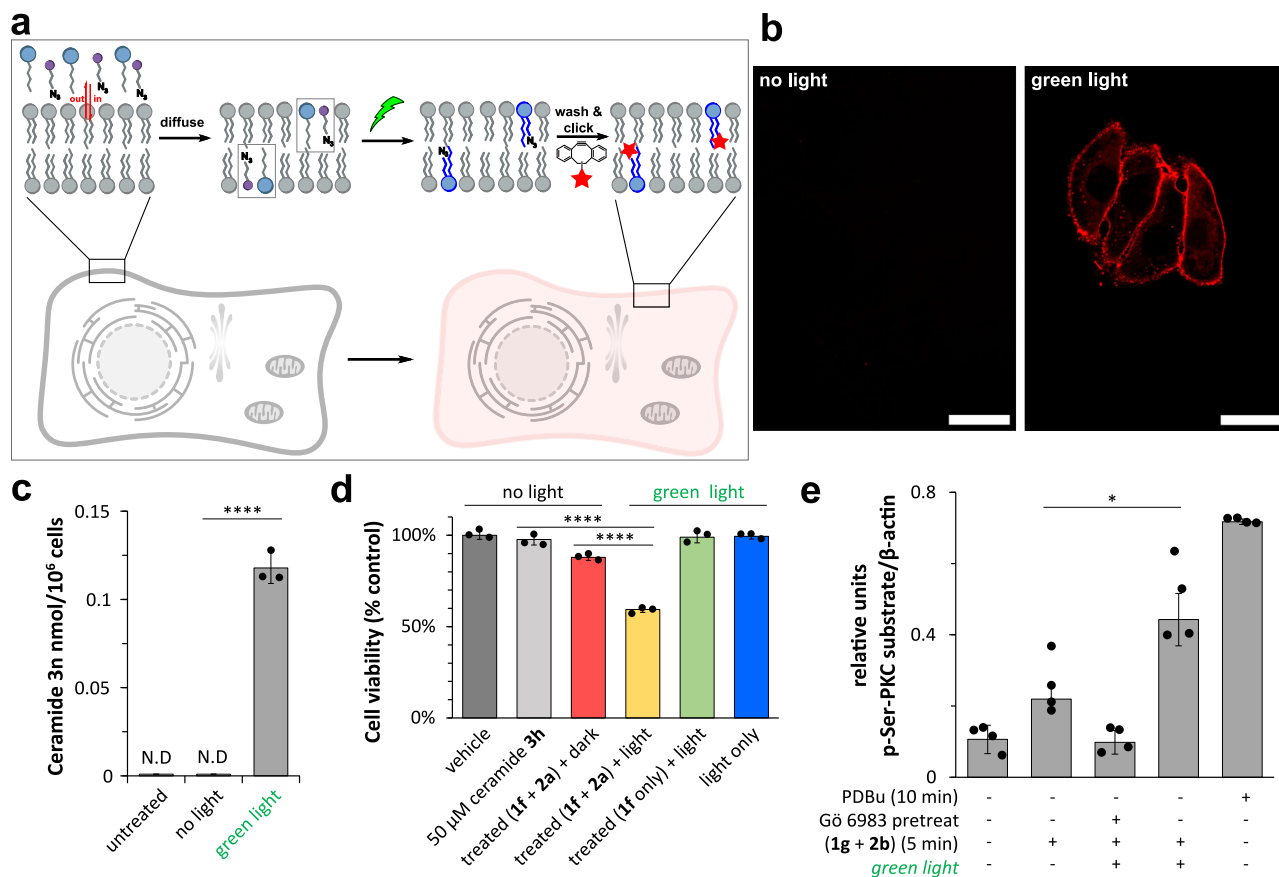 a
N₃
N₃
N₃
out in
diffuse
N₃
N₃
N₃
N₃
wash &
click
b
no light
green light
c
Ceramide 3n nmol/10⁶ cells
0.15
0.1
0.05
0
****
N.D
N.D
untreated
no light
green light
d
Cell viability (% control)
no light
green light
****
****
100%
50%
0%
vehicle
50 µM ceramide 3h
treated (1f + 2a) + dark
treated (1f + 2a) + light
treated (1f only) + light
light only
e
relative units
p-Ser-PKC substrate/β-actin
0.8
0.4
0
*
PDBu (10 min) - - - - +
Gö 6983 pretreat - - + - -
(1g + 2b) (5 min) - + + + -
green light - - + + -